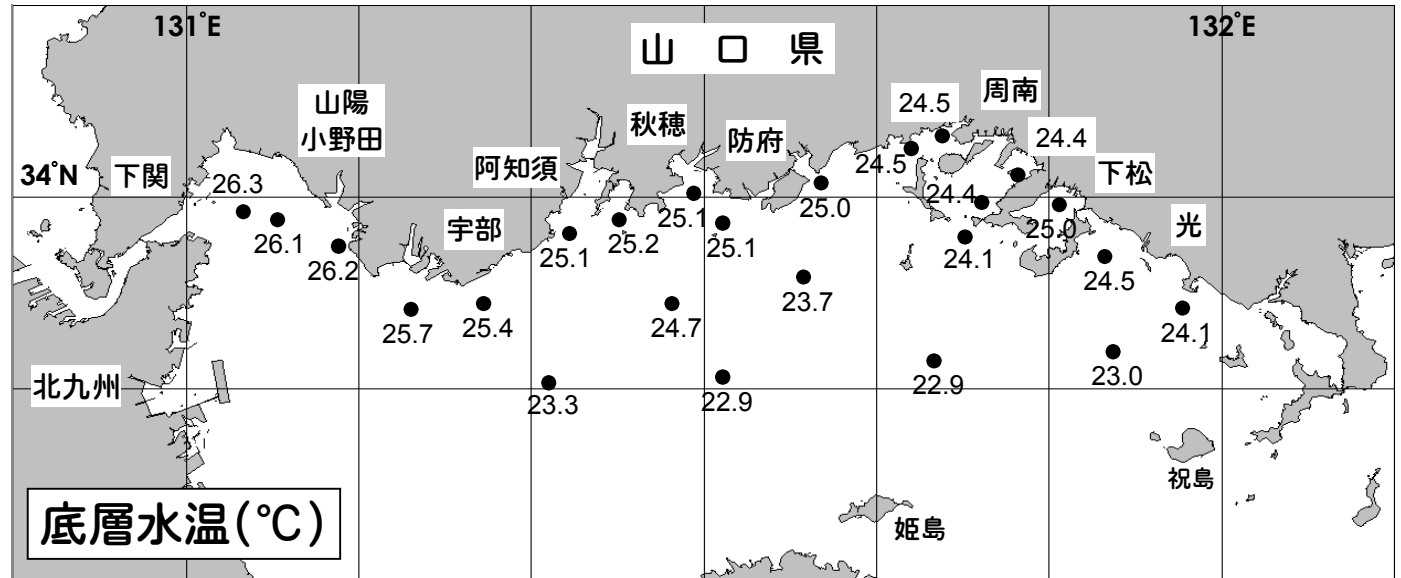 131°E
132°E
山 口 県
山陽
小野田
秋穂
防府
24.5
周南
24.4
34°N
下関
26.3
阿知須
24.5
下松
26.1
26.2
宇部
25.1
25.2
25.1
25.1
25.0
24.4
24.1
25.0
光
24.5
25.7
25.4
24.7
23.7
24.1
北九州
23.3
22.9
22.9
23.0
祝島
姫島
底層水温(℃)